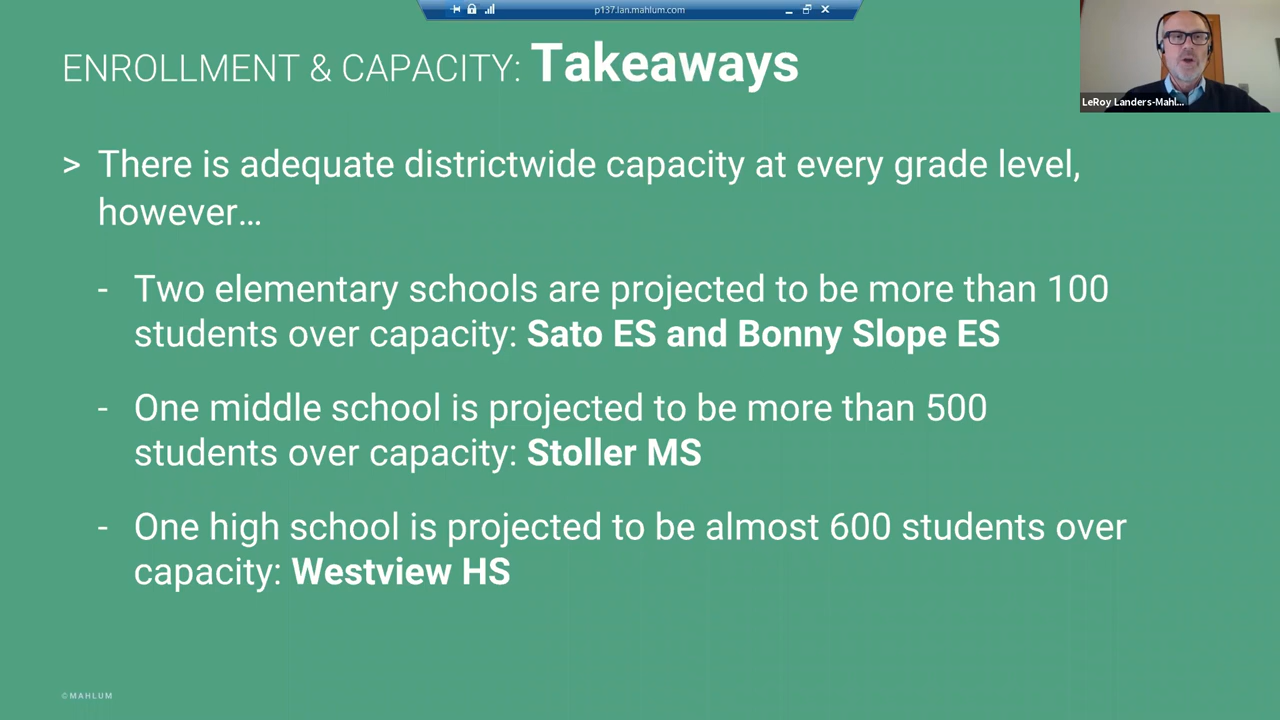 p137.lan.mahlum.com
ENROLLMENT & CAPACITY: Takeaways
LeRoy Landers-Mahl...
> There is adequate districtwide capacity at every grade level,
however…
- Two elementary schools are projected to be more than 100
students over capacity: Sato ES and Bonny Slope ES
- One middle school is projected to be more than 500
students over capacity: Stoller MS
- One high school is projected to be almost 600 students over
capacity: Westview HS
©MAHLUM